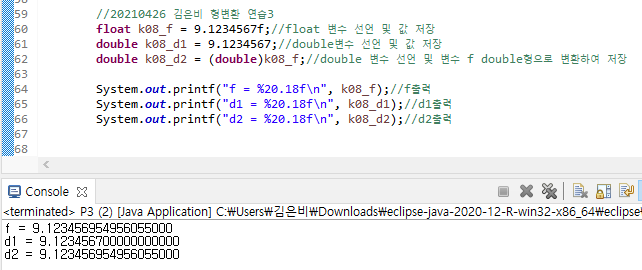 58
59 //20210426 김은비 형변환 연습3
60 float k08_f = 9.1234567f;//float 변수 선언 및 값 저장
61 double k08_d1 = 9.1234567;//double변수 선언 및 값 저장
62 double k08_d2 = (double)k08_f;//double 변수 선언 및 변수 f double형으로 변환하여 저장
63
64 System.out.printf("f = %20.18f\n", k08_f);//f출력
65 System.out.printf("d1 = %20.18f\n", k08_d1);//d1출력
66 System.out.printf("d2 = %20.18f\n", k08_d2);//d2출력
67
68
Console
<terminated> P3 (2) [Java Application] C:₩Users₩김은비₩Downloads₩eclipse-java-2020-12-R-win32-x86_64₩eclipse₩
f = 9.123456954956055000
d1 = 9.123456700000000000
d2 = 9.123456954956055000